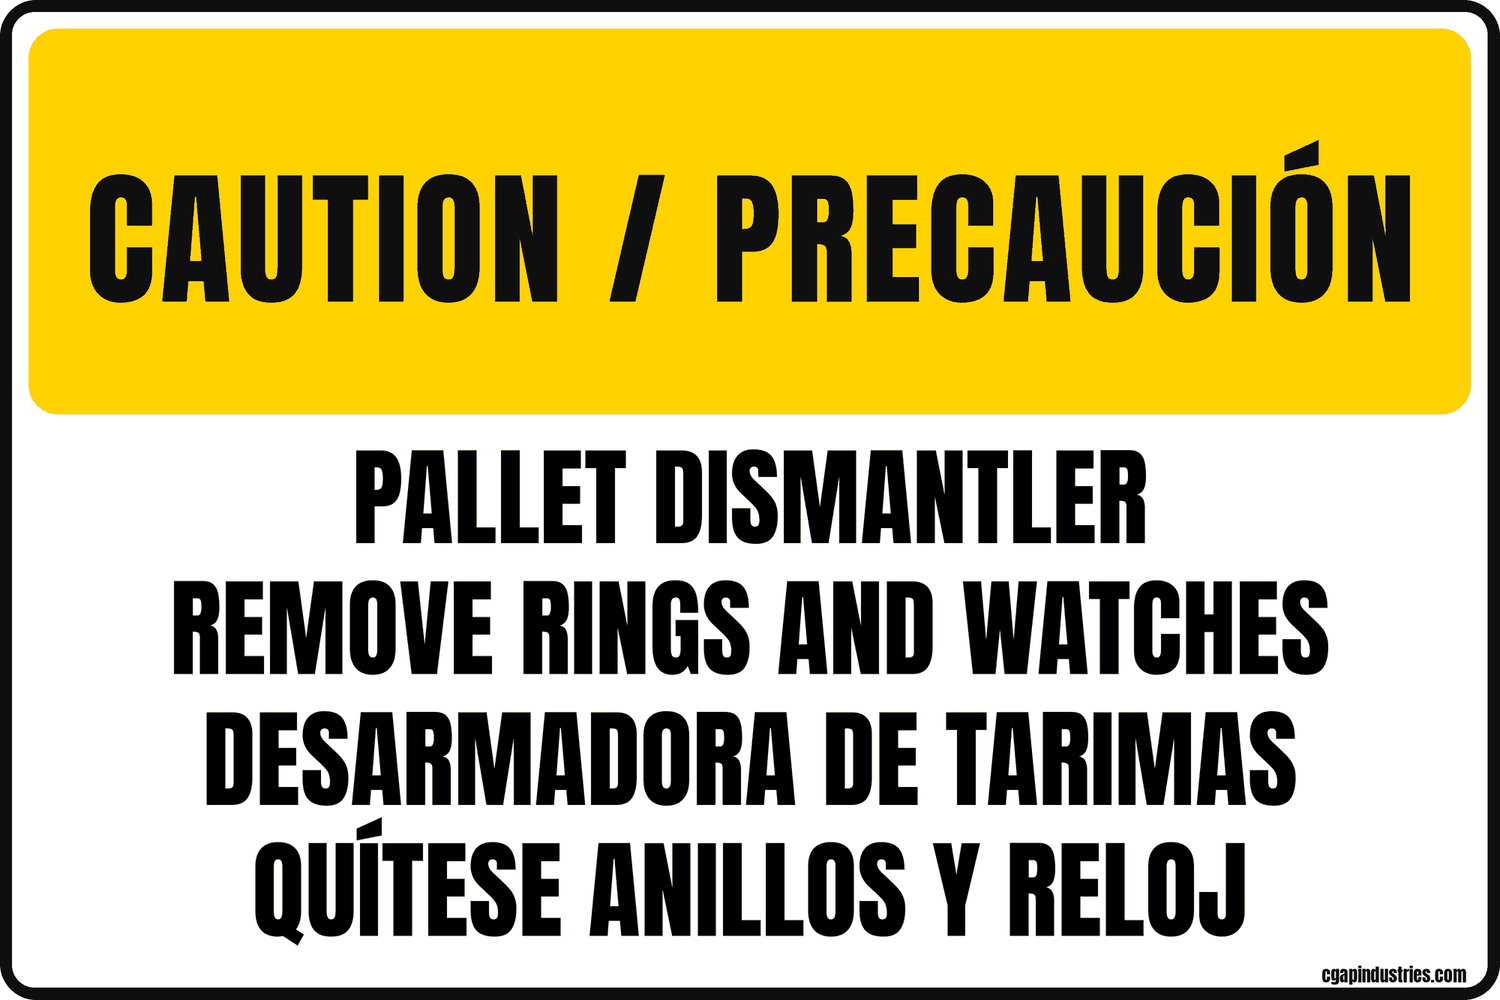 CAUTION / PRECAUCIÓN
PALLET DISMANTLER
REMOVE RINGS AND WATCHES
DESARMADORA DE TARIMAS
QUÍTESE ANILLOS Y RELOJ
cgapindustries.com